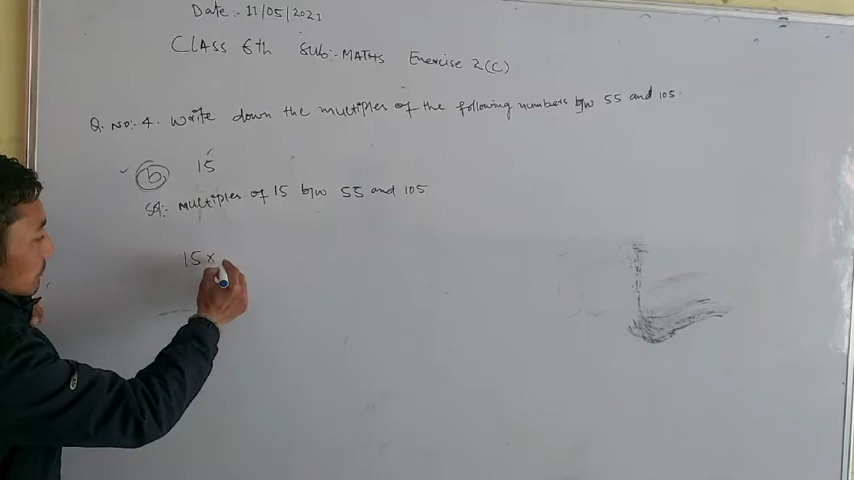 Date :- 11/05/2021
CLASS 6th Sub:- MATHS Exercise 2(C)
Q. NO:- 4. Write down the multiples of the following numbers b/w 55 and 105.
(b) 15
Sol: multiples of 15 b/w 55 and 105
15×